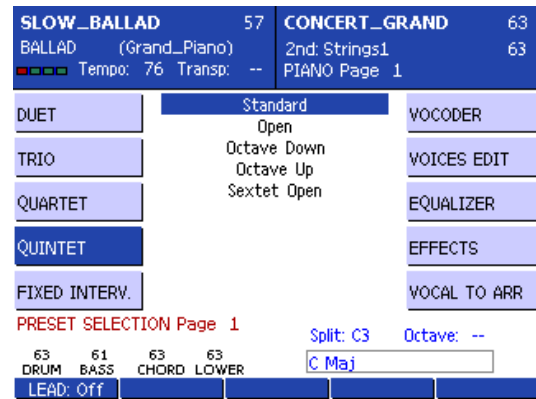 SLOW_BALLAD 57 CONCERT_GRAND 63
BALLAD (Grand_Piano) 2nd: Strings1 63
Tempo: 76 Transp: -- PIANO Page 1
DUET
TRIO
QUARTET
QUINTET
FIXED INTERV.
Standard
Open
Octave Down
Octave Up
Sextet Open
VOCODER
VOICES EDIT
EQUALIZER
EFFECTS
VOCAL TO ARR
PRESET SELECTION Page 1
Split: C3 Octave: --
63 61 63 63
DRUM BASS CHORD LOWER
C Maj
LEAD: Off